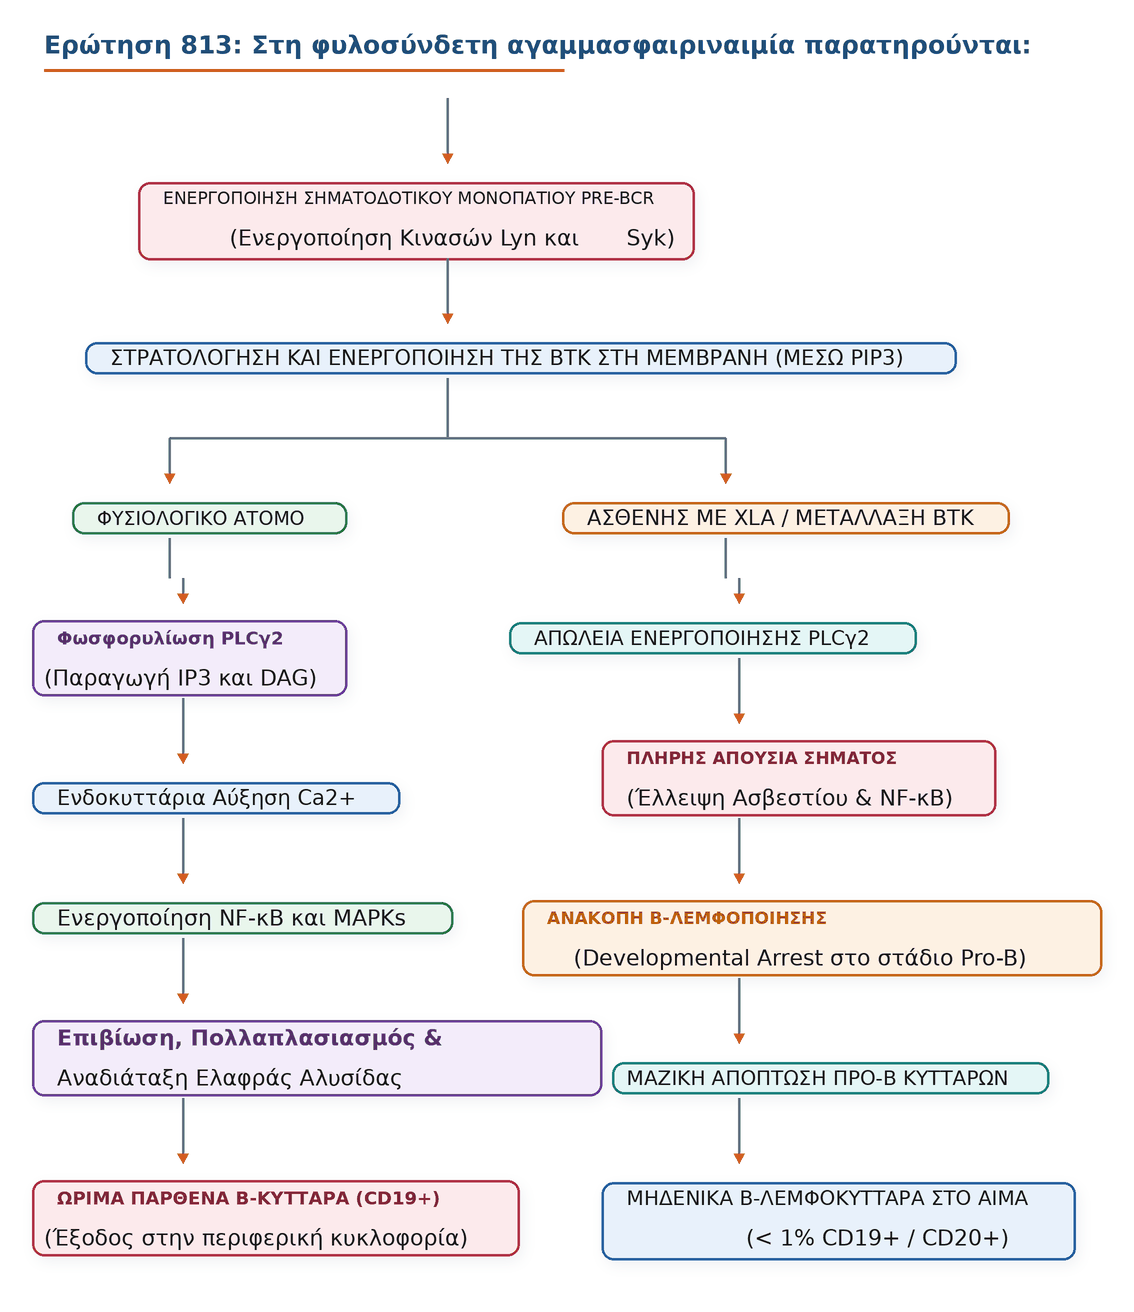 Ερώτηση 813: Στη φυλοσύνδετη αγαμμασφαιριναιμία παρατηρούνται:
ΕΝΕΡΓΟΠΟΙΗΣΗ ΣΗΜΑΤΟΔΟΤΙΚΟΥ ΜΟΝΟΠΑΤΙΟΥ PRE-BCR
(Ενεργοποίηση Κινασών Lyn και Syk)
ΣΤΡΑΤΟΛΟΓΗΣΗ ΚΑΙ ΕΝΕΡΓΟΠΟΙΗΣΗ ΤΗΣ BTK ΣΤΗ ΜΕΜΒΡΑΝΗ (ΜΕΣΩ PIP3)
ΦΥΣΙΟΛΟΓΙΚΟ ΑΤΟΜΟ
ΑΣΘΕΝΗΣ ΜΕ XLA / ΜΕΤΑΛΛΑΞΗ BTK
Φωσφορυλίωση PLCγ2
(Παραγωγή IP3 και DAG)
ΑΠΩΛΕΙΑ ΕΝΕΡΓΟΠΟΙΗΣΗΣ PLCγ2
ΠΛΗΡΗΣ ΑΠΟΥΣΙΑ ΣΗΜΑΤΟΣ
(Έλλειψη Ασβεστίου & NF-κB)
Ενδοκυττάρια Αύξηση Ca2+
Ενεργοποίηση NF-κB και MAPKs
ΑΝΑΚΟΠΗ Β-ΛΕΜΦΟΠΟΙΗΣΗΣ
(Developmental Arrest στο στάδιο Pro-B)
Επιβίωση, Πολλαπλασιασμός &
Αναδιάταξη Ελαφράς Αλυσίδας
ΜΑΖΙΚΗ ΑΠΟΠΤΩΣΗ ΠΡΟ-Β ΚΥΤΤΑΡΩΝ
ΩΡΙΜΑ ΠΑΡΘΕΝΑ Β-ΚΥΤΤΑΡΑ (CD19+)
(Έξοδος στην περιφερική κυκλοφορία)
ΜΗΔΕΝΙΚΑ Β-ΛΕΜΦΟΚΥΤΤΑΡΑ ΣΤΟ ΑΙΜΑ
(< 1% CD19+ / CD20+)